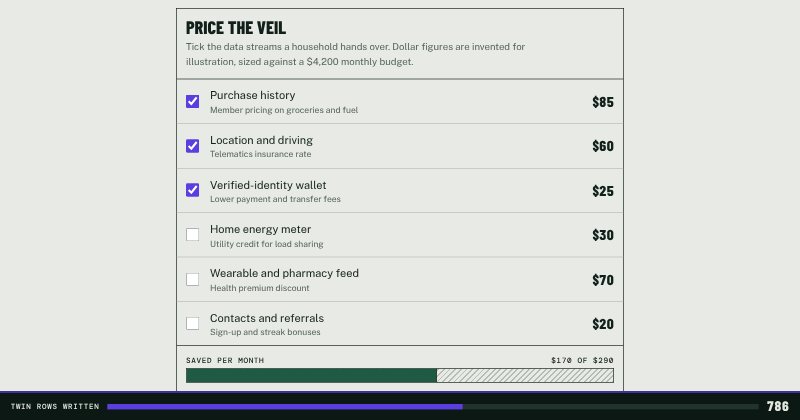 PRICE THE VEIL
Tick the data streams a household hands over. Dollar figures are invented for
illustration, sized against a $4,200 monthly budget.
Purchase history
Member pricing on groceries and fuel
$85
Location and driving
Telematics insurance rate
$60
Verified-identity wallet
Lower payment and transfer fees
$25
Home energy meter
Utility credit for load sharing
$30
Wearable and pharmacy feed
Health premium discount
$70
Contacts and referrals
Sign-up and streak bonuses
$20
SAVED PER MONTH
$170 OF $290
TWIN ROWS WRITTEN
786